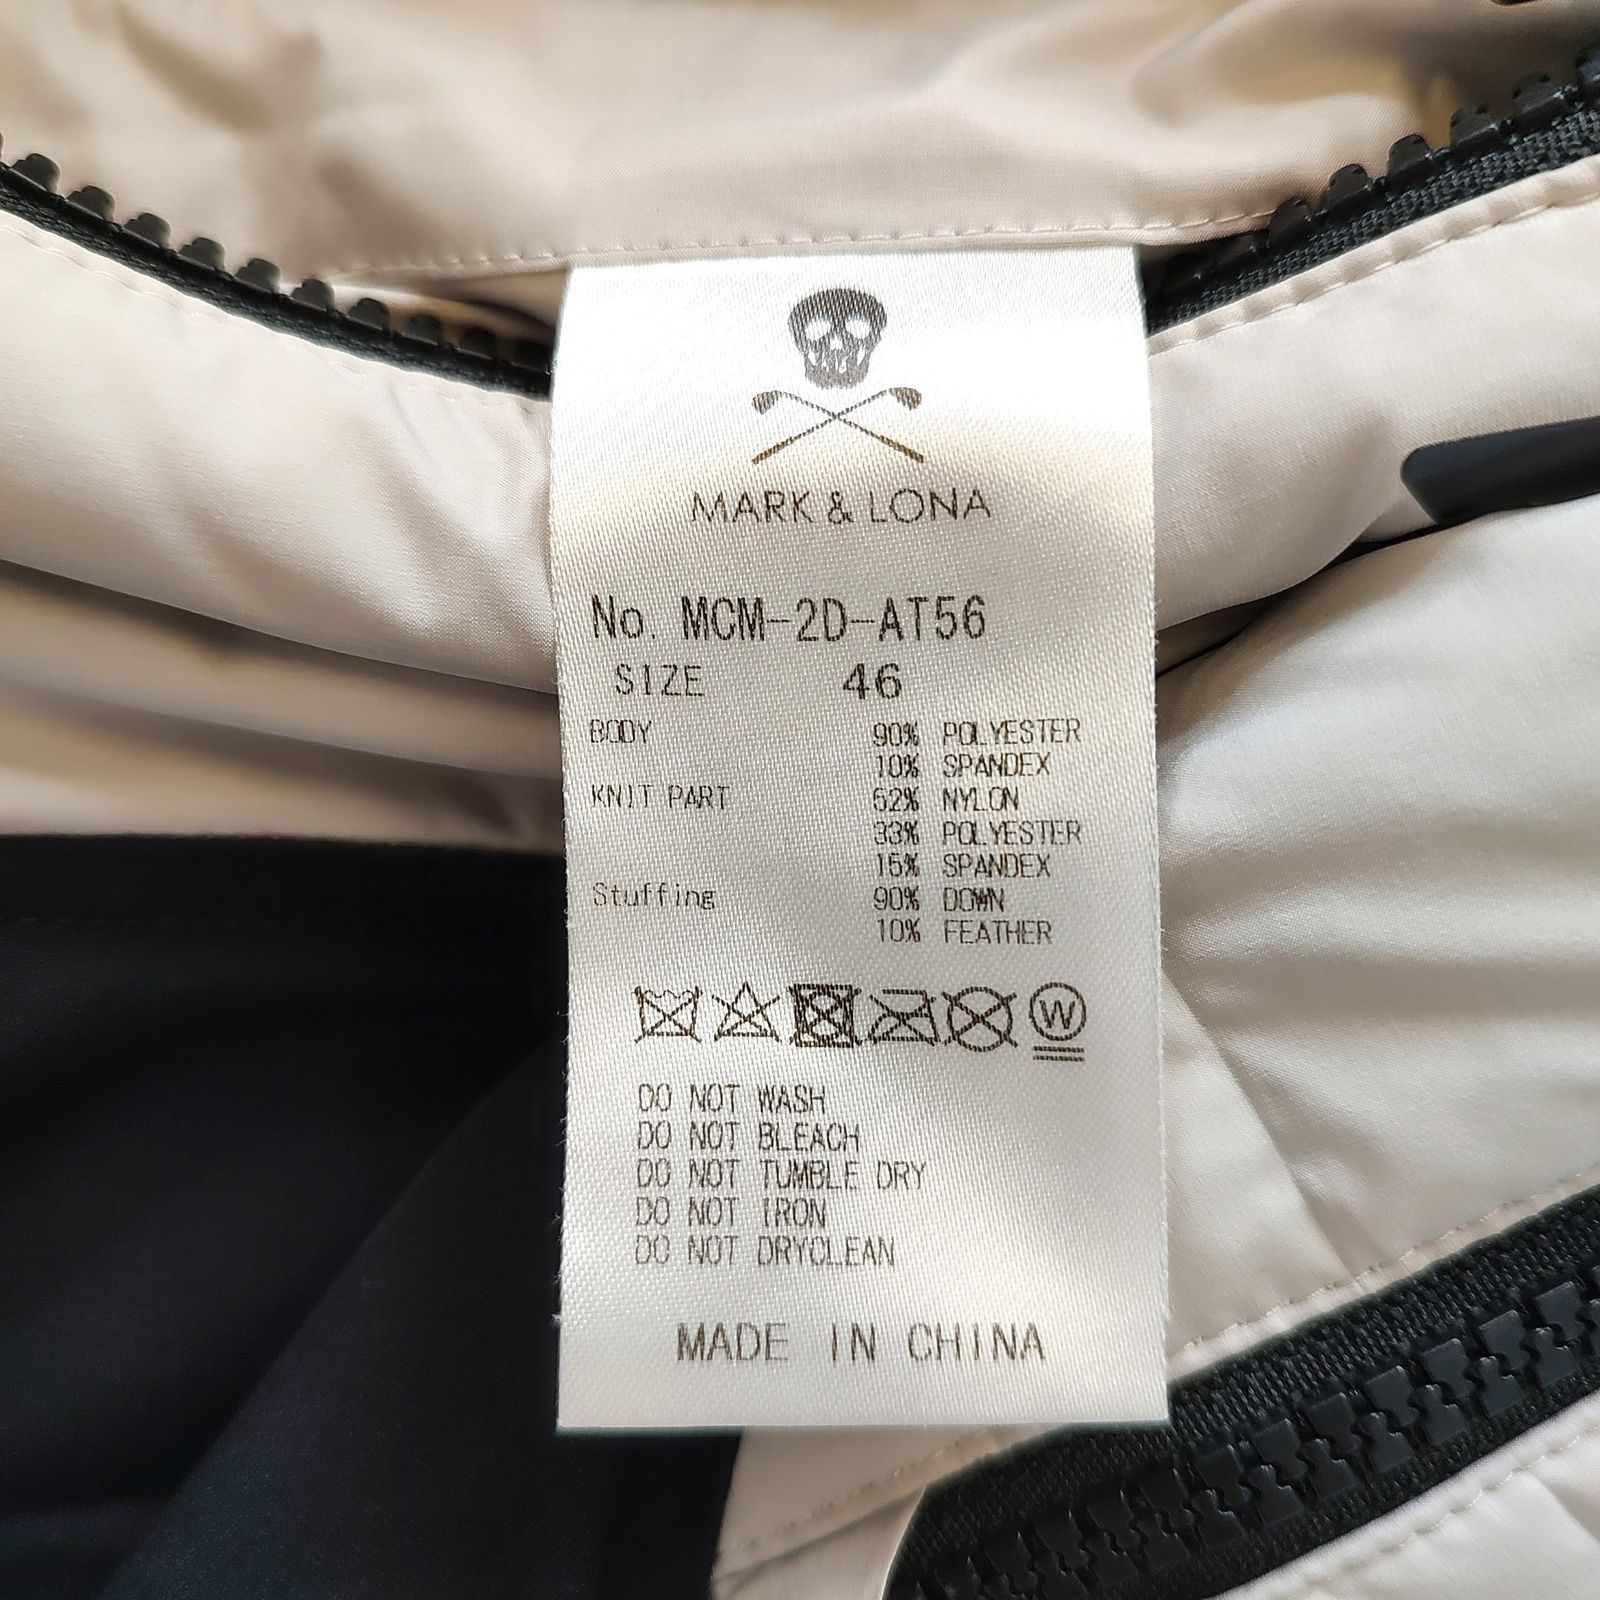 MARK & LONA
No. MCM-2D-AT56
SIZE 46
BODY 90% POLYESTER
10% SPANDEX
KNIT PART 52% NYLON
33% POLYESTER
15% SPANDEX
Stuffing 90% DOWN
10% FEATHER
W
DO NOT WASH
DO NOT BLEACH
DO NOT TUMBLE DRY
DO NOT IRON
DO NOT DRYCLEAN
MADE IN CHINA